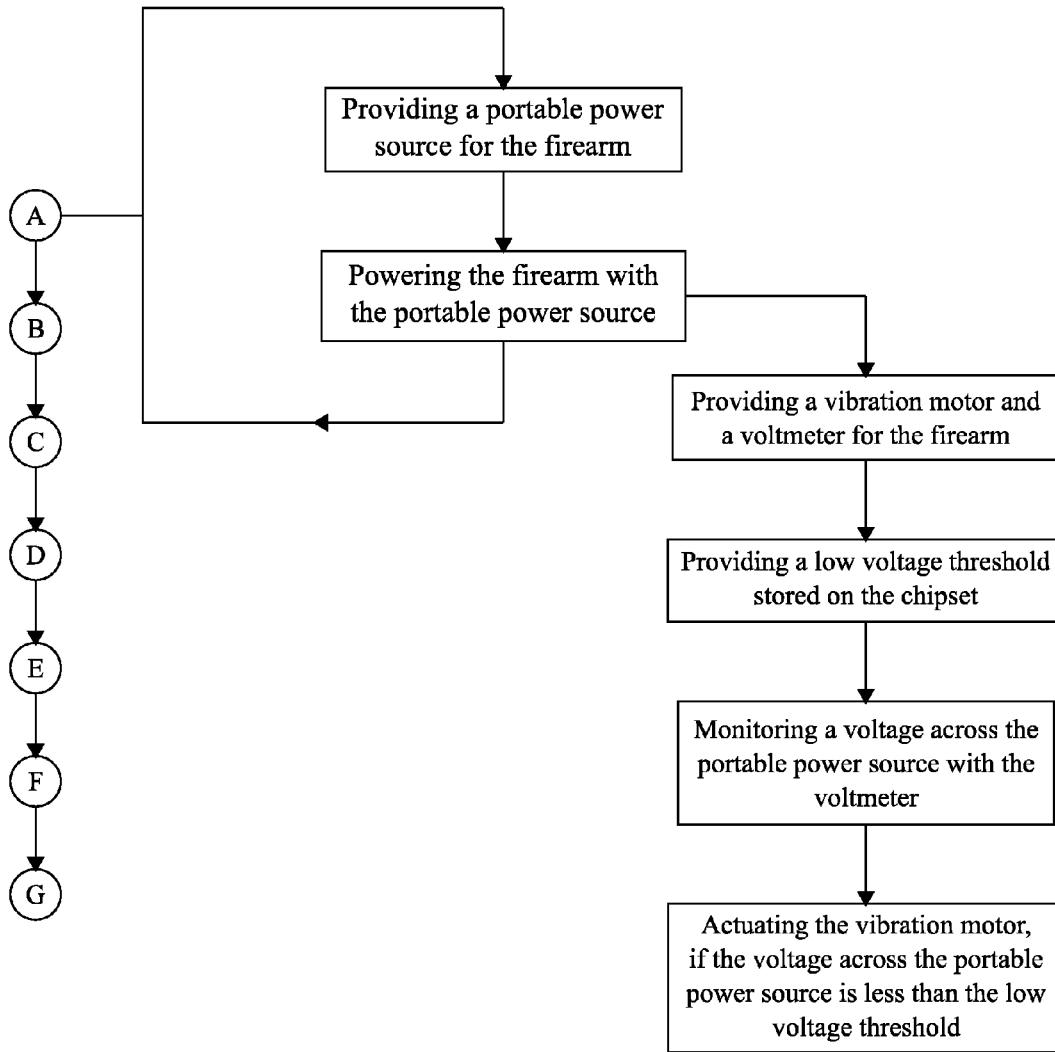 Providing a portable power
source for the firearm
A
Powering the firearm with
the portable power source
B
Providing a vibration motor and
a voltmeter for the firearm
C
Providing a low voltage threshold
stored on the chipset
D
E
Monitoring a voltage across the
portable power source with the
voltmeter
F
G
Actuating the vibration motor,
if the voltage across the portable
power source is less than the low
voltage threshold